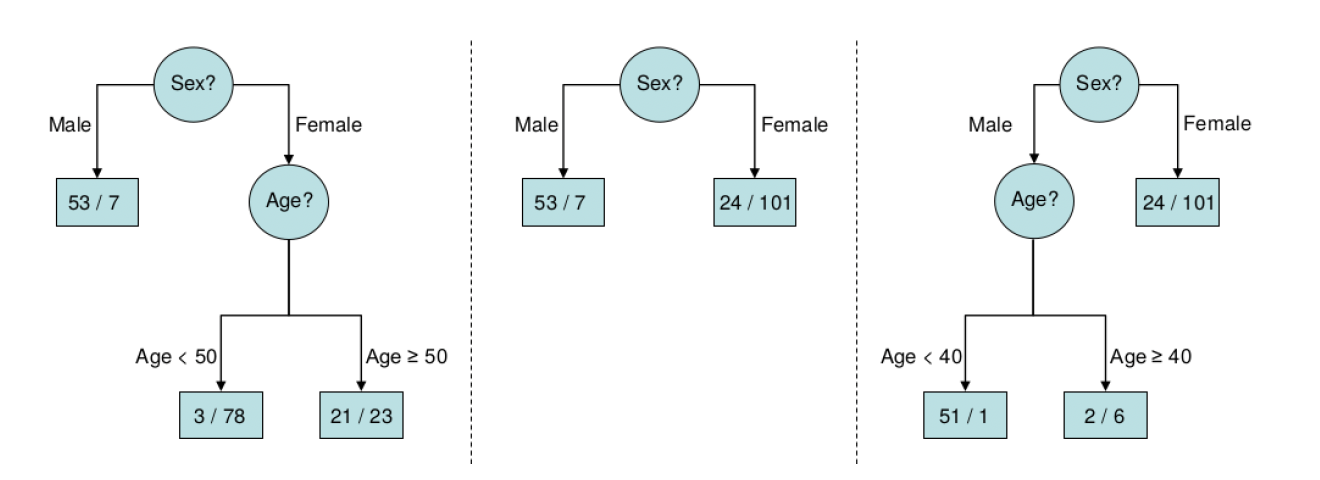 Sex?
Male
Female
53 / 7
Age?
Age < 50
Age ≥ 50
3 / 78
21 / 23
Sex?
Male
Female
53 / 7
24 / 101
Sex?
Male
Female
Age?
24 / 101
Age < 40
Age ≥ 40
51 / 1
2 / 6